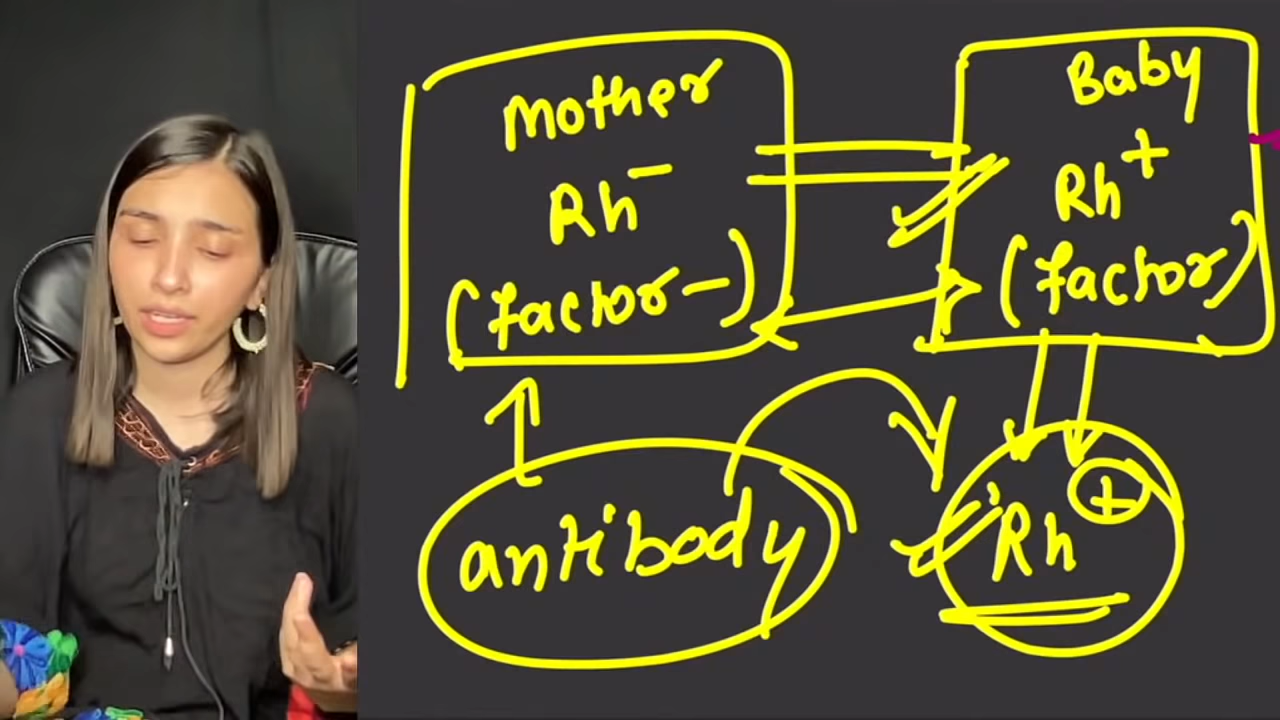 Mother
Rh−
(factor−)
Baby
Rh+
(factor)
antibody
Rh+